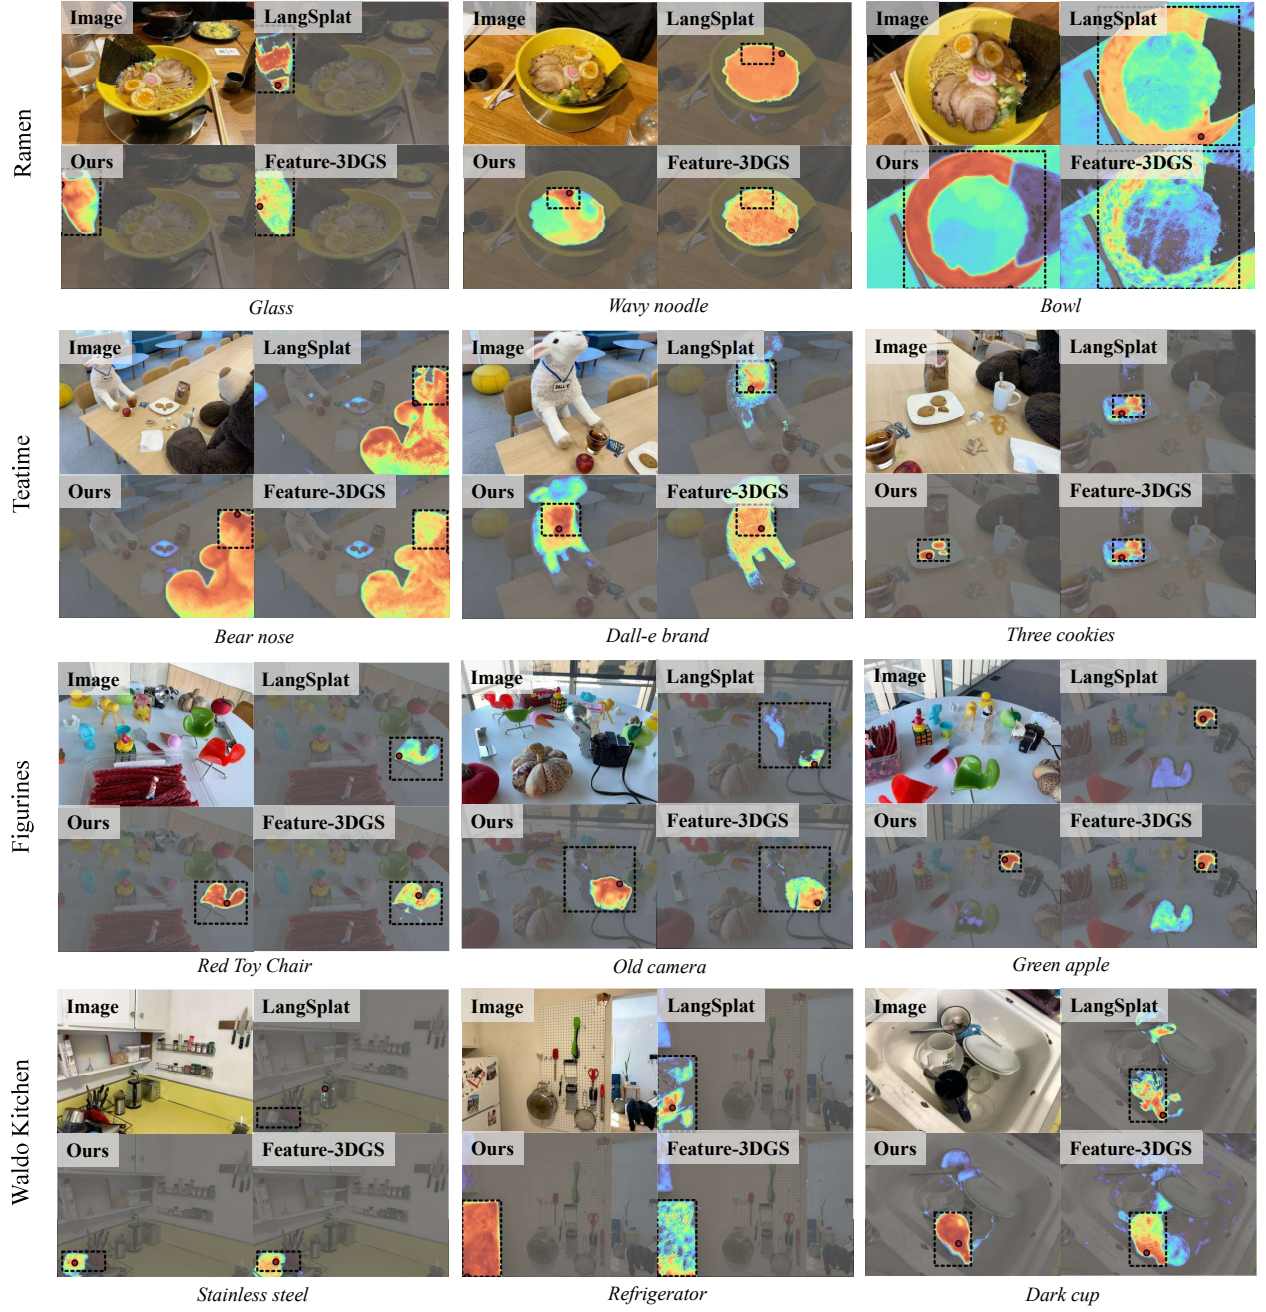 Ramen
Image
LangSplat
Ours
Feature-3DGS
Glass
Image
LangSplat
Ours
Feature-3DGS
Wavy noodle
Image
LangSplat
Ours
Feature-3DGS
Bowl
Teatime
Image
LangSplat
Ours
Feature-3DGS
Bear nose
Image
LangSplat
DALL·E
Ours
Feature-3DGS
Dall-e brand
Image
LangSplat
Ours
Feature-3DGS
Three cookies
Figurines
Image
LangSplat
Ours
Feature-3DGS
Red Toy Chair
Image
LangSplat
Ours
Feature-3DGS
Old camera
Image
LangSplat
Ours
Feature-3DGS
Green apple
Waldo Kitchen
Image
LangSplat
Ours
Feature-3DGS
Stainless steel
Image
LangSplat
Ours
Feature-3DGS
Refrigerator
Image
LangSplat
Ours
Feature-3DGS
Dark cup